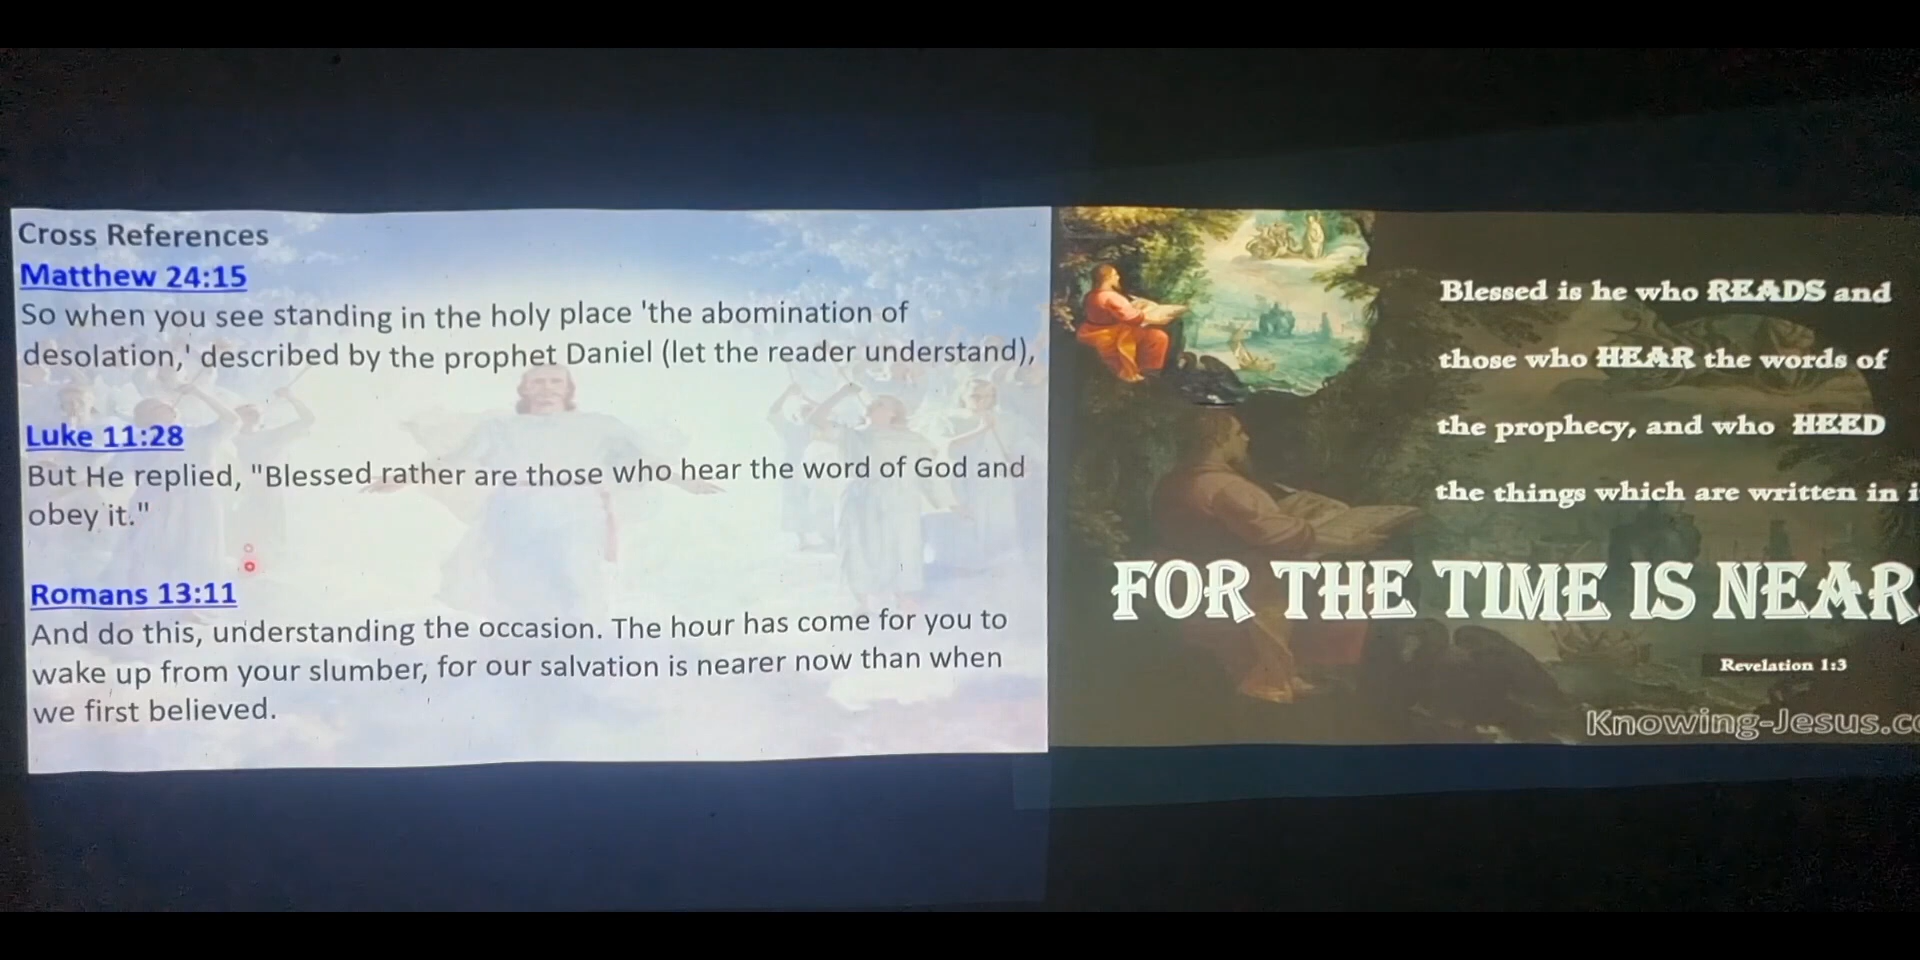 Cross References
Matthew 24:15
So when you see standing in the holy place 'the abomination of
desolation,' described by the prophet Daniel (let the reader understand),
Luke 11:28
But He replied, "Blessed rather are those who hear the word of God and
obey it."
Romans 13:11
And do this, understanding the occasion. The hour has come for you to
wake up from your slumber, for our salvation is nearer now than when
we first believed.
Blessed is he who READS and
those who HEAR the words of
the prophecy, and who HEED
the things which are written in
FOR THE TIME IS NEAR
Revelation 1:3
Knowing-Jesus.c